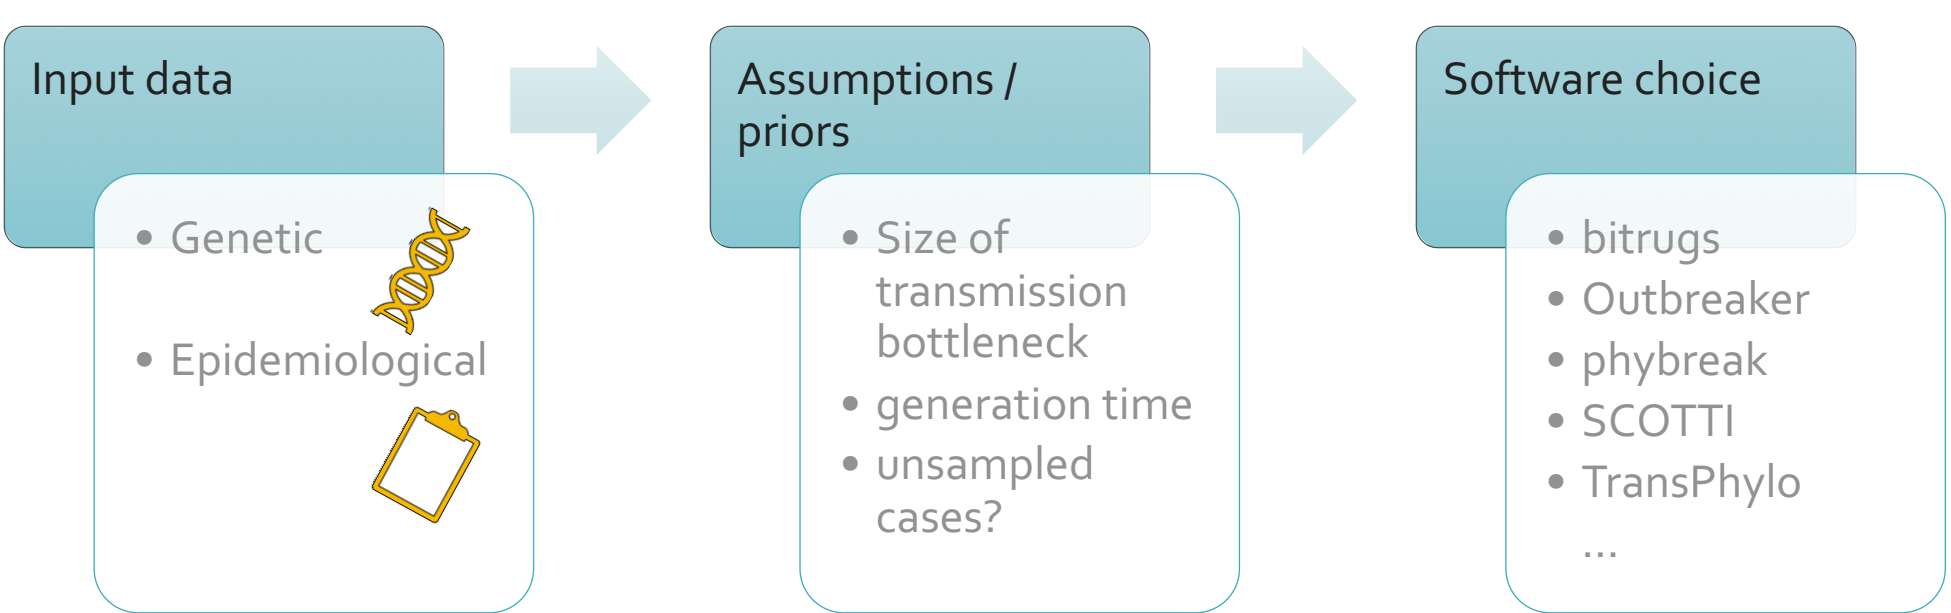 Input data
• Genetic
• Epidemiological
Assumptions /
priors
• Size of
transmission
bottleneck
• generation time
• unsampled
cases?
Software choice
• bitrugs
• Outbreaker
• phybreak
• SCOTTI
• TransPhylo
...